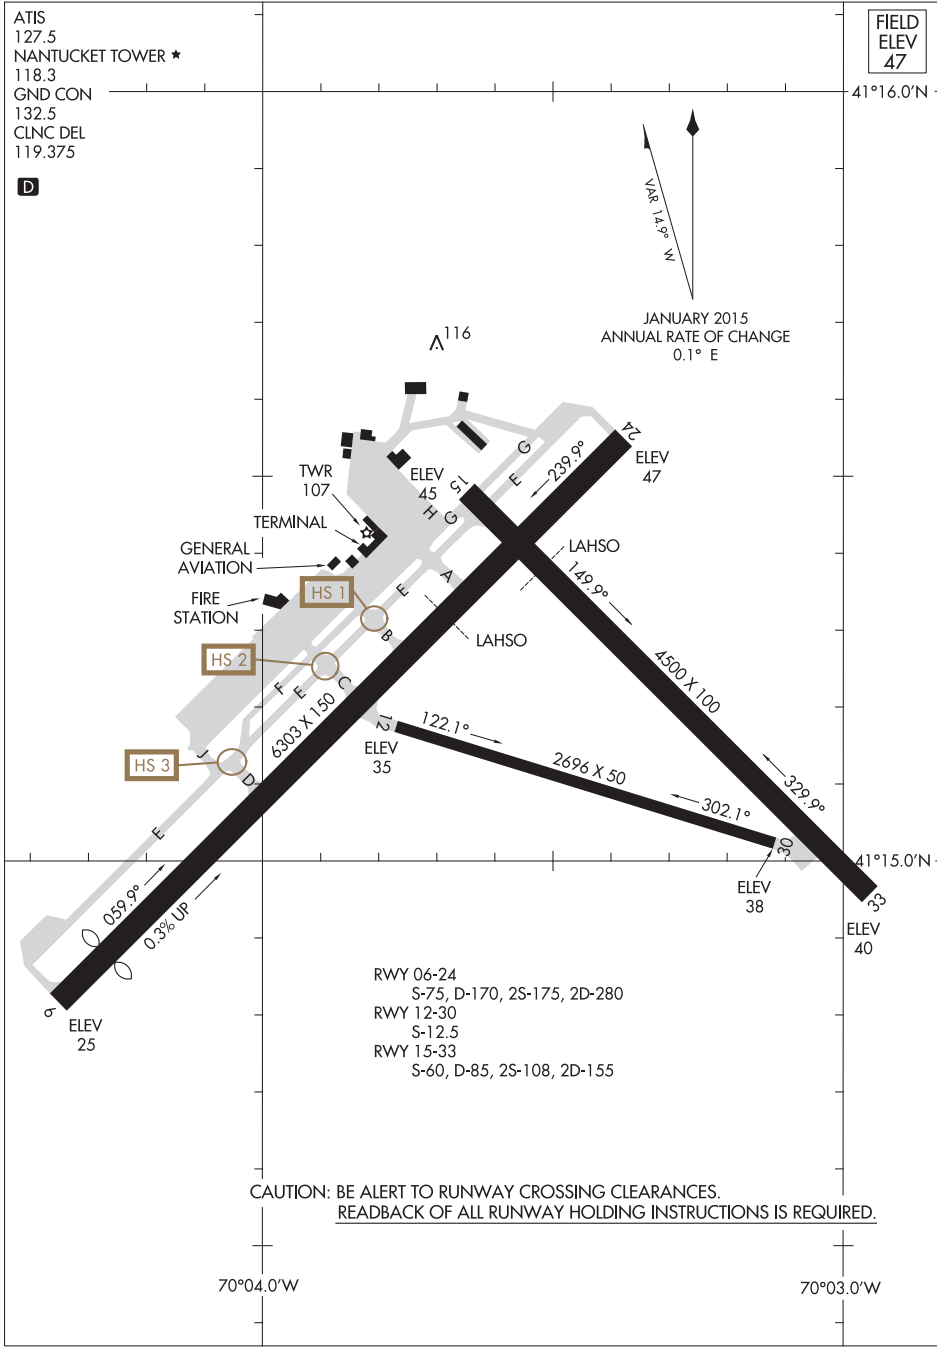 ATIS
127.5
NANTUCKET TOWER ★
118.3
GND CON
132.5
CLNC DEL
119.375
D
FIELD
ELEV
47
41°16.0'N
VAR 14.9° W
JANUARY 2015
ANNUAL RATE OF CHANGE
0.1° E
116
24
ELEV
47
239.9°
G
F
15
ELEV
45
H
G
TWR
107
TERMINAL
GENERAL
AVIATION
FIRE
STATION
HS 1
HS 2
HS 3
A
E
B
C
F
E
J
D
E
LAHSO
LAHSO
149.9°
4500 X 100
6303 X 150
12
ELEV
35
122.1°
2696 X 50
302.1°
329.9°
30
ELEV
38
41°15.0'N
33
ELEV
40
059.9°
0.3% UP
6
ELEV
25
RWY 06-24
S-75, D-170, 2S-175, 2D-280
RWY 12-30
S-12.5
RWY 15-33
S-60, D-85, 2S-108, 2D-155
CAUTION: BE ALERT TO RUNWAY CROSSING CLEARANCES.
READBACK OF ALL RUNWAY HOLDING INSTRUCTIONS IS REQUIRED.
70°04.0'W
70°03.0'W